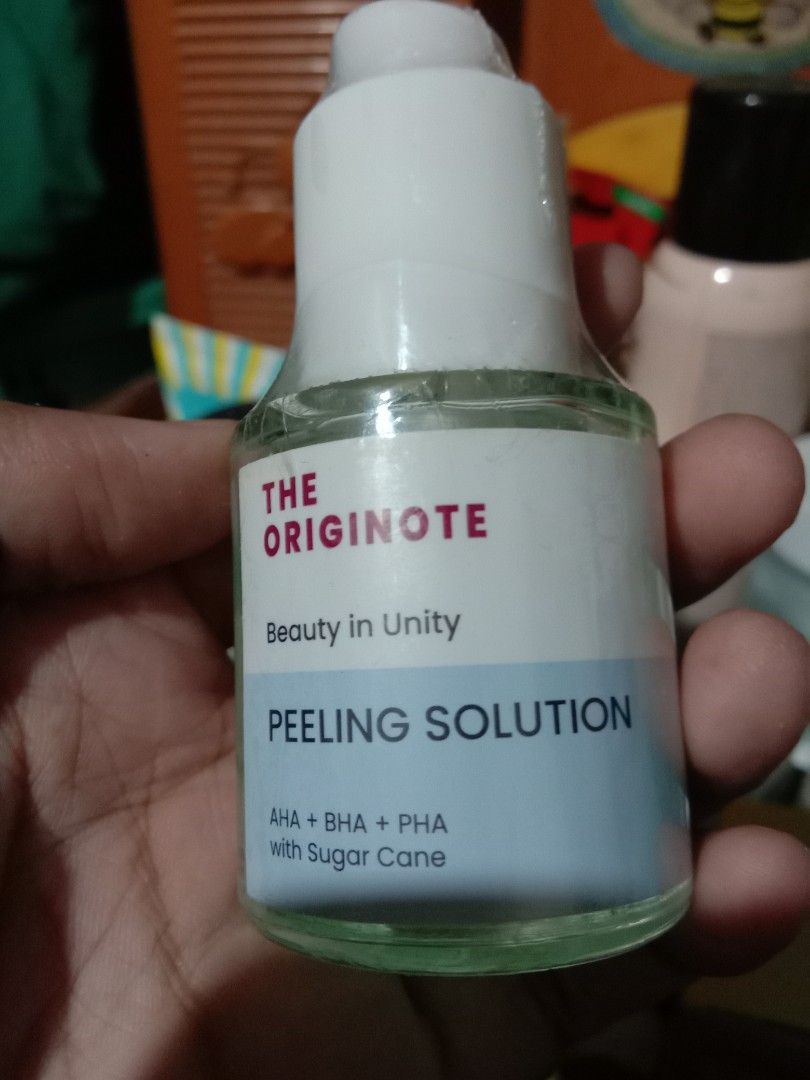 THE
ORIGINOTE
Beauty in Unity
PEELING SOLUTION
AHA + BHA + PHA
with Sugar Cane